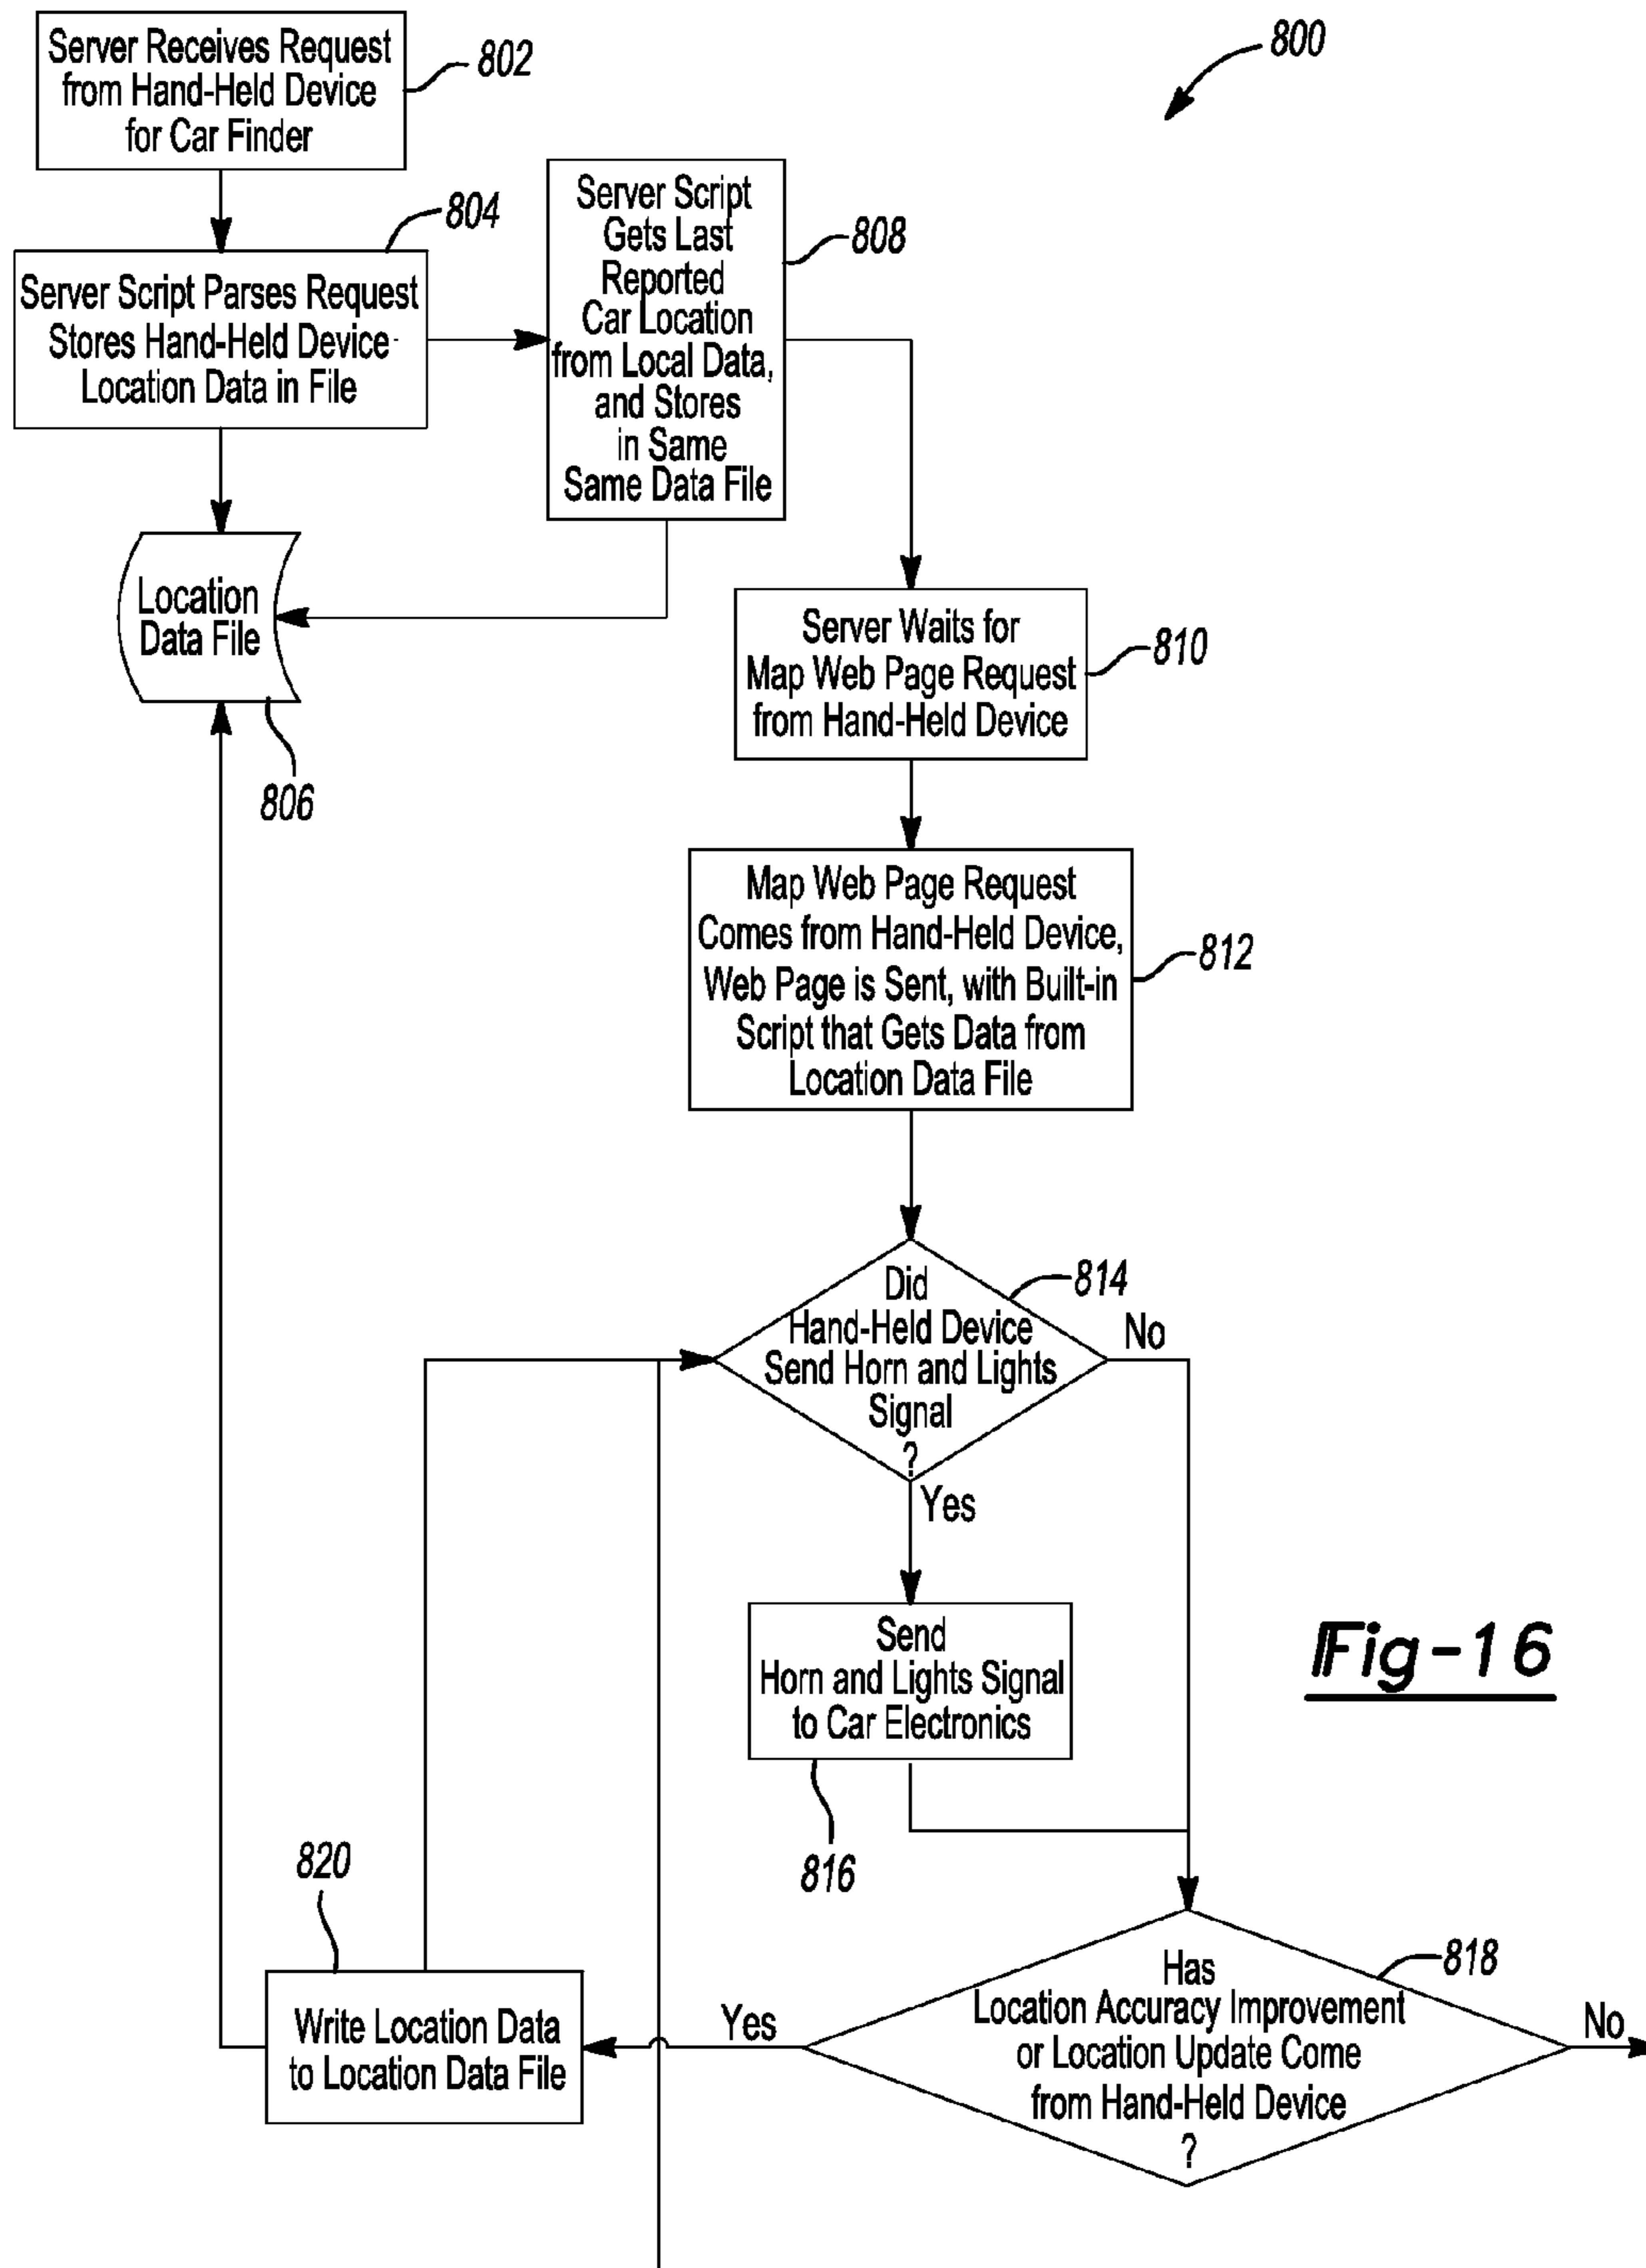 800
Server Receives Request
from Hand-Held Device
for Car Finder
802
Server Script Parses Request
Stores Hand-Held Device
Location Data in File
804
Server Script
Gets Last
Reported
Car Location
from Local Data,
and Stores
in Same
Same Data File
808
Location
Data File
806
Server Waits for
Map Web Page Request
from Hand-Held Device
810
Map Web Page Request
Comes from Hand-Held Device,
Web Page is Sent, with Built-in
Script that Gets Data from
Location Data File
812
Did
Hand-Held Device
Send Horn and Lights
Signal
?
814
No
Yes
Send
Horn and Lights Signal
to Car Electronics
816
Fig-16
Has
Location Accuracy Improvement
or Location Update Come
from Hand-Held Device
?
818
No
Yes
820
Write Location Data
to Location Data File